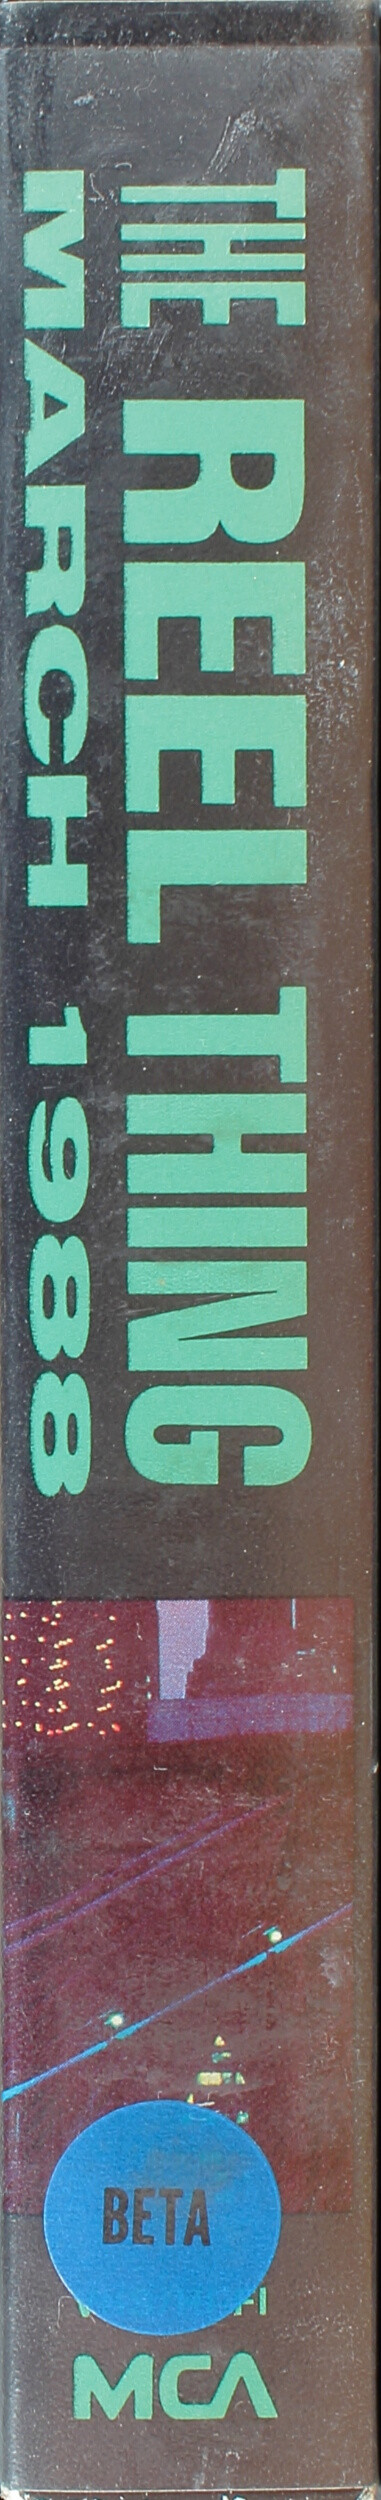 THE REEL THING
MARCH 1988
BETA
MCA